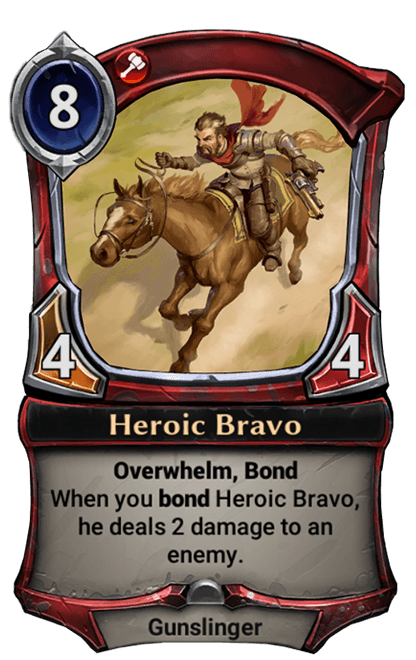 8
4
4
Heroic Bravo
Overwhelm, Bond
When you bond Heroic Bravo,
he deals 2 damage to an
enemy.
Gunslinger